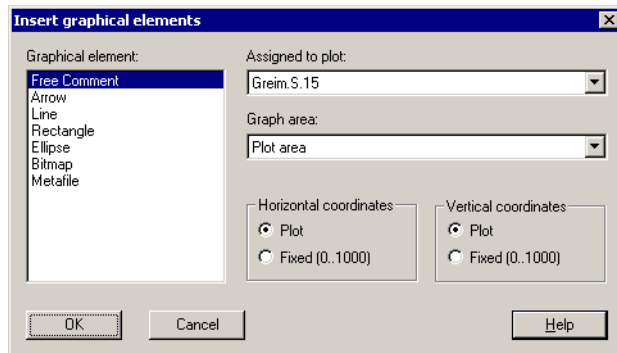 Insert graphical elements
Graphical element:
Free Comment
Arrow
Line
Rectangle
Ellipse
Bitmap
Metafile
Assigned to plot:
Greim.S.15
Graph area:
Plot area
Horizontal coordinates
Plot
Fixed (0..1000)
Vertical coordinates
Plot
Fixed (0..1000)
OK
Cancel
Help